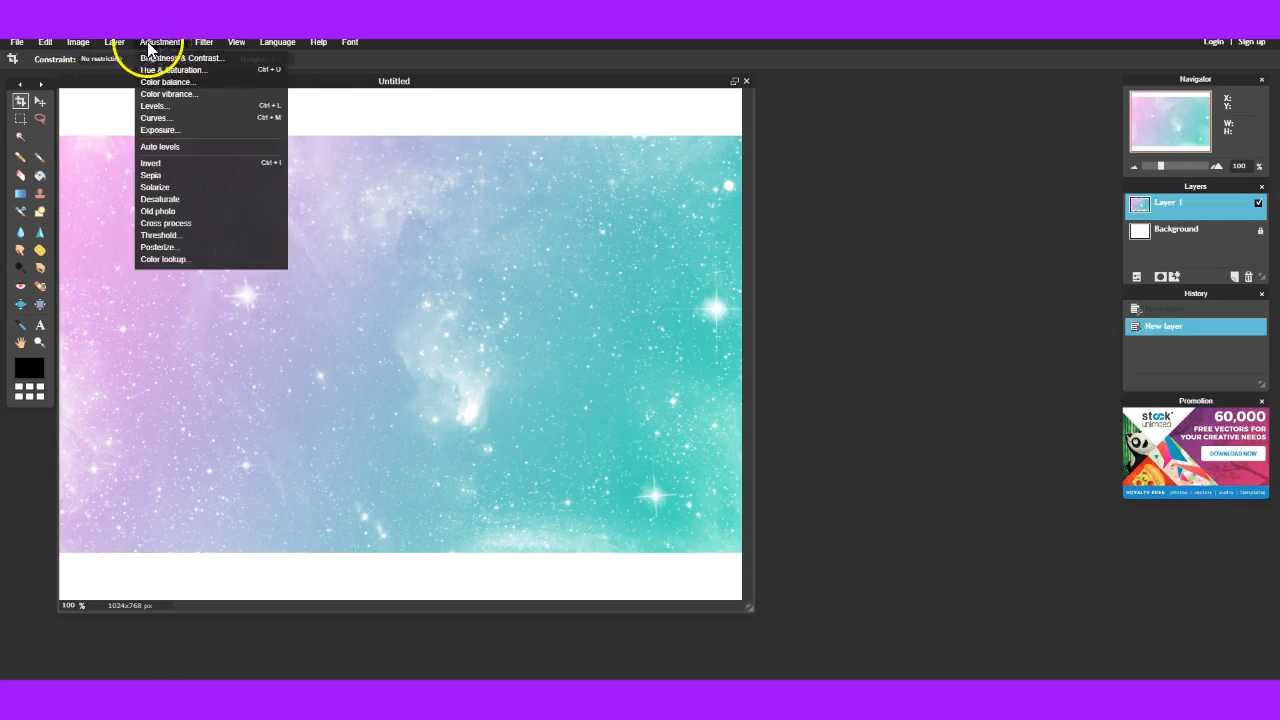 File Edit Image Layer Adjustment Filter View Language Help Font Login Sign up
Constraint: No restriction
Brightness & Contrast...
Hue & Saturation... Ctrl + U
Color balance...
Color vibrance...
Levels... Ctrl + L
Curves... Ctrl + M
Exposure...
Auto levels
Invert Ctrl + I
Sepia
Solarize
Desaturate
Old photo
Cross process
Threshold...
Posterize...
Color lookup...
Untitled
100 % 1024x768 px
Navigator
X:
Y:
W:
H:
100 %
Layers
Layer 1
Background
History
New image
New layer
Promotion
stock unlimited
60,000
FREE VECTORS FOR
YOUR CREATIVE NEEDS
DOWNLOAD NOW
ROYALTY-FREE photos | vectors | audio | templates
A